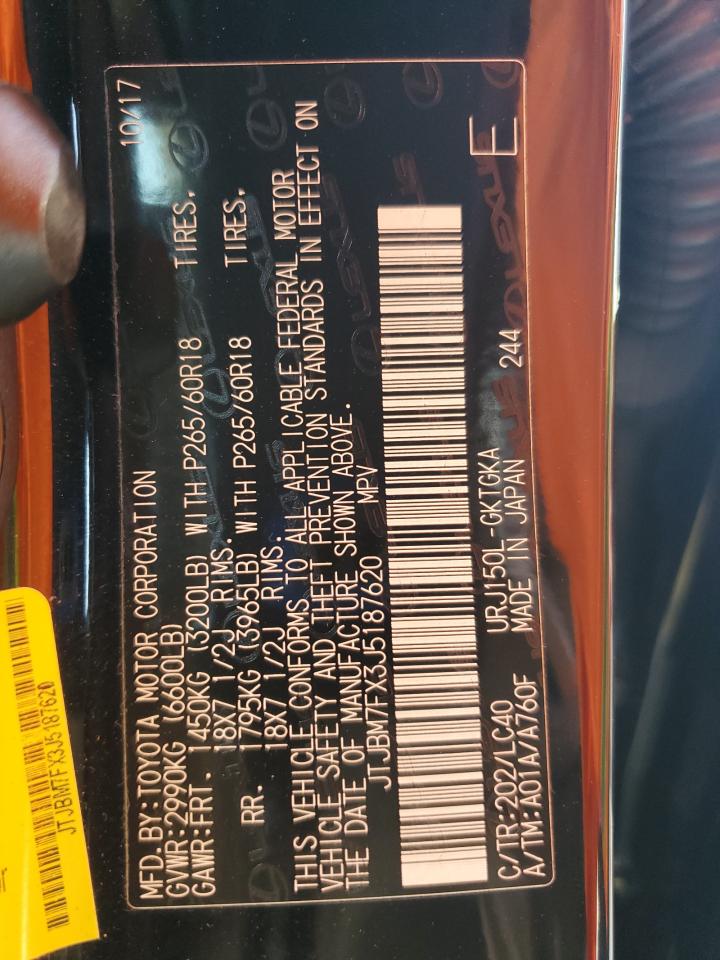 10/17
MFD.BY:TOYOTA MOTOR CORPORATION
GVWR:2990KG (6600LB)
GAWR:FRT. 1450KG (3200LB) WITH P265/60R18 TIRES,
18X7 1/2J RIMS.
RR. 1795KG (3965LB) WITH P265/60R18 TIRES,
18X7 1/2J RIMS.
THIS VEHICLE CONFORMS TO ALL APPLICABLE FEDERAL MOTOR
VEHICLE SAFETY AND THEFT PREVENTION STANDARDS IN EFFECT ON
THE DATE OF MANUFACTURE SHOWN ABOVE.
JTJBM7FX3J5187620 MPV
C/TR:202/LC40 URJ150L-GKTGKA E
A/TM:A01A/A760F MADE IN JAPAN 244
LEXUS
JTJBM7FX3J5187620